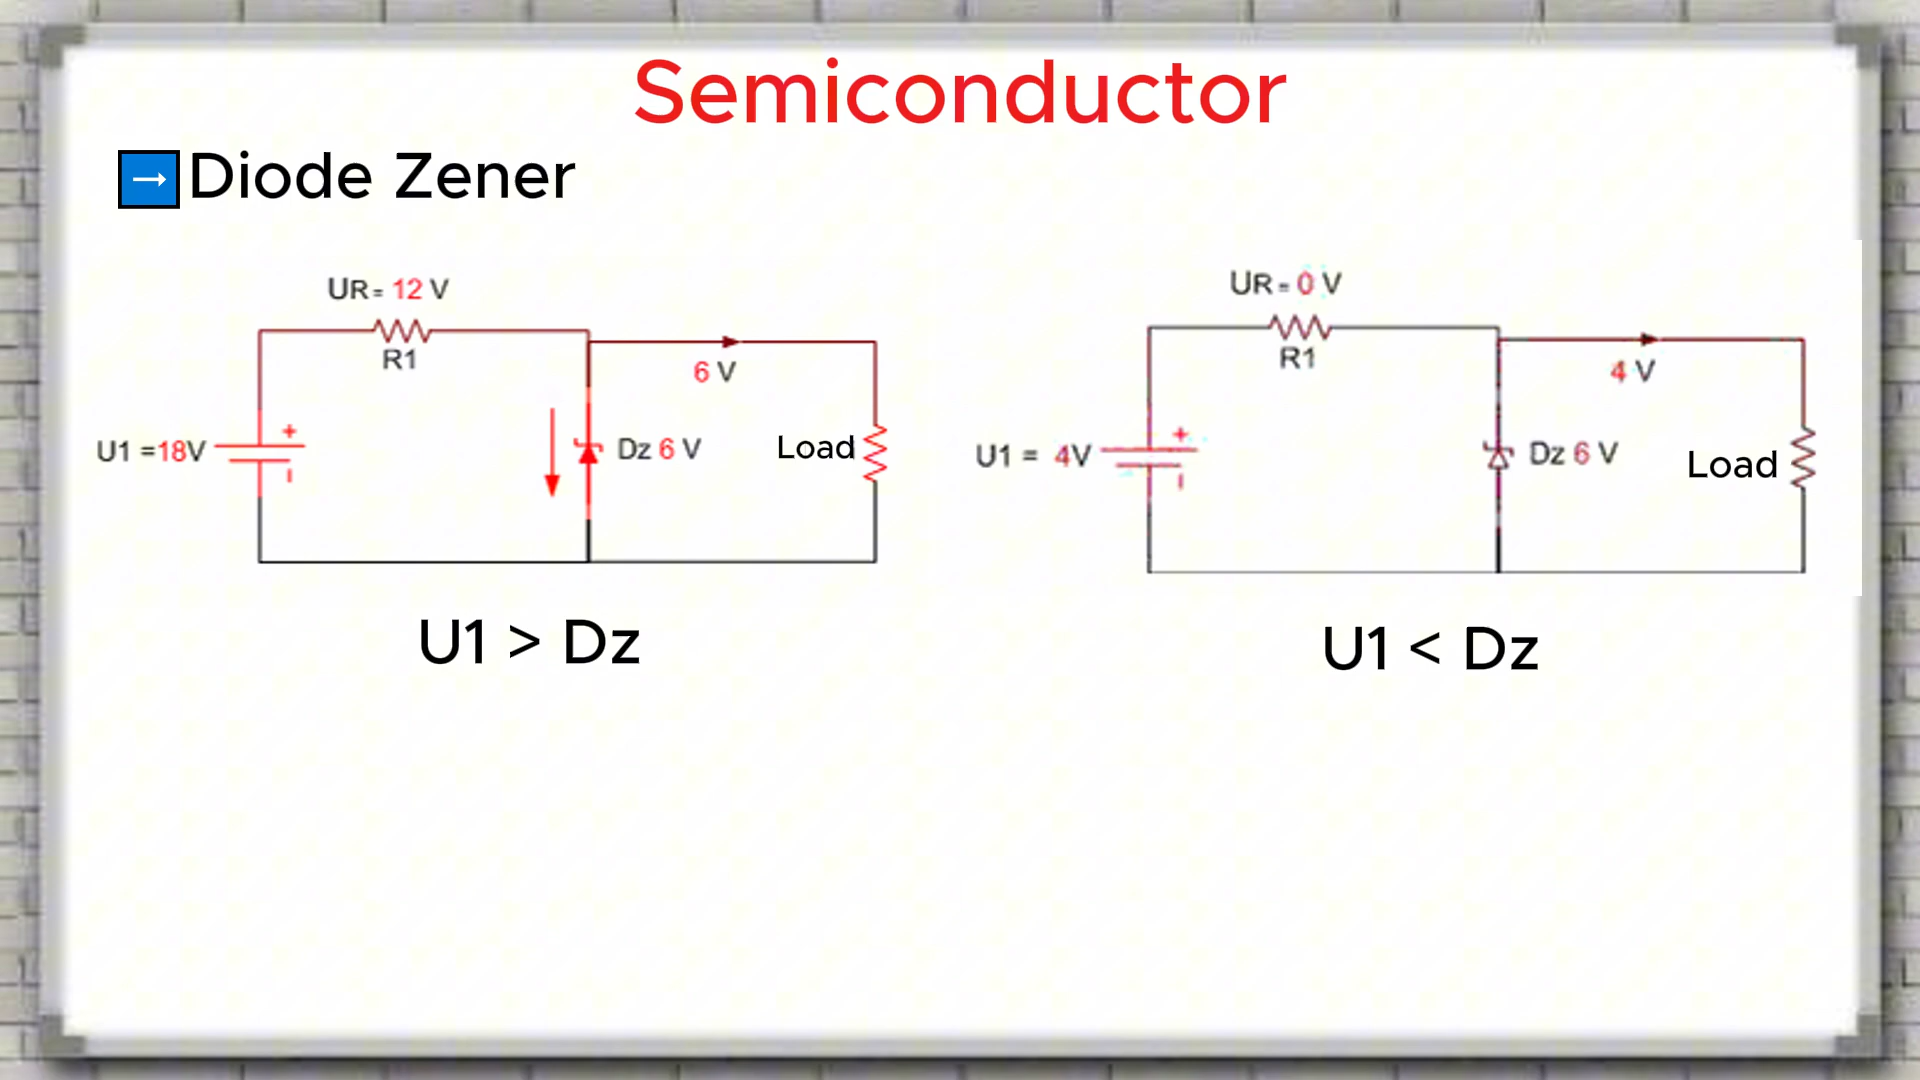 Semiconductor
→ Diode Zener
UR= 12 V
R1
6 V
U1 =18V
+
-
Dz 6 V
Load
U1 > Dz
UR= 0 V
R1
4 V
U1 = 4V
+
-
Dz 6 V
Load
U1 < Dz